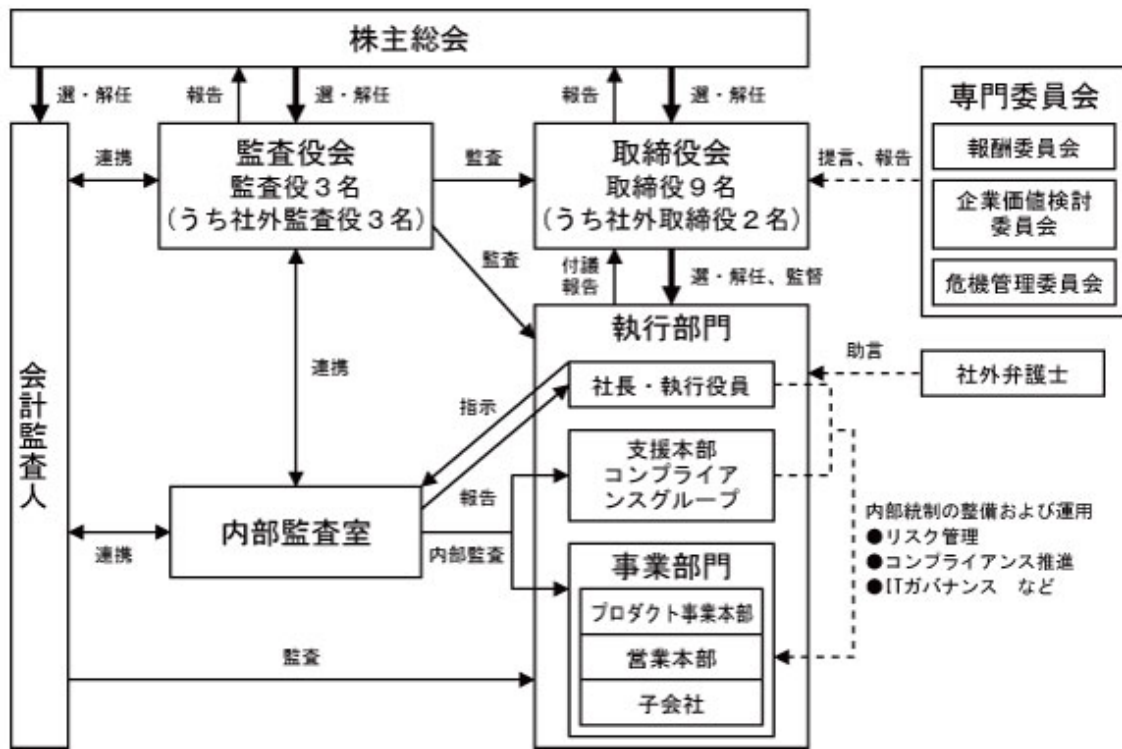 株主総会
選・解任
報告
選・解任
報告
選・解任
専門委員会
報酬委員会
企業価値検討
委員会
危機管理委員会
連携
監査役会
監査役3名
(うち社外監査役3名)
監査
取締役会
取締役9名
(うち社外取締役2名)
提言、報告
監査
付議
報告
選・解任、監督
執行部門
会計監査人
連携
指示
社長・執行役員
助言
社外弁護士
支援本部
コンプライア
ンスグループ
報告
内部監査室
連携
内部監査
内部統制の整備および運用
●リスク管理
●コンプライアンス推進
●ITガバナンス　など
事業部門
プロダクト事業本部
営業本部
子会社
監査